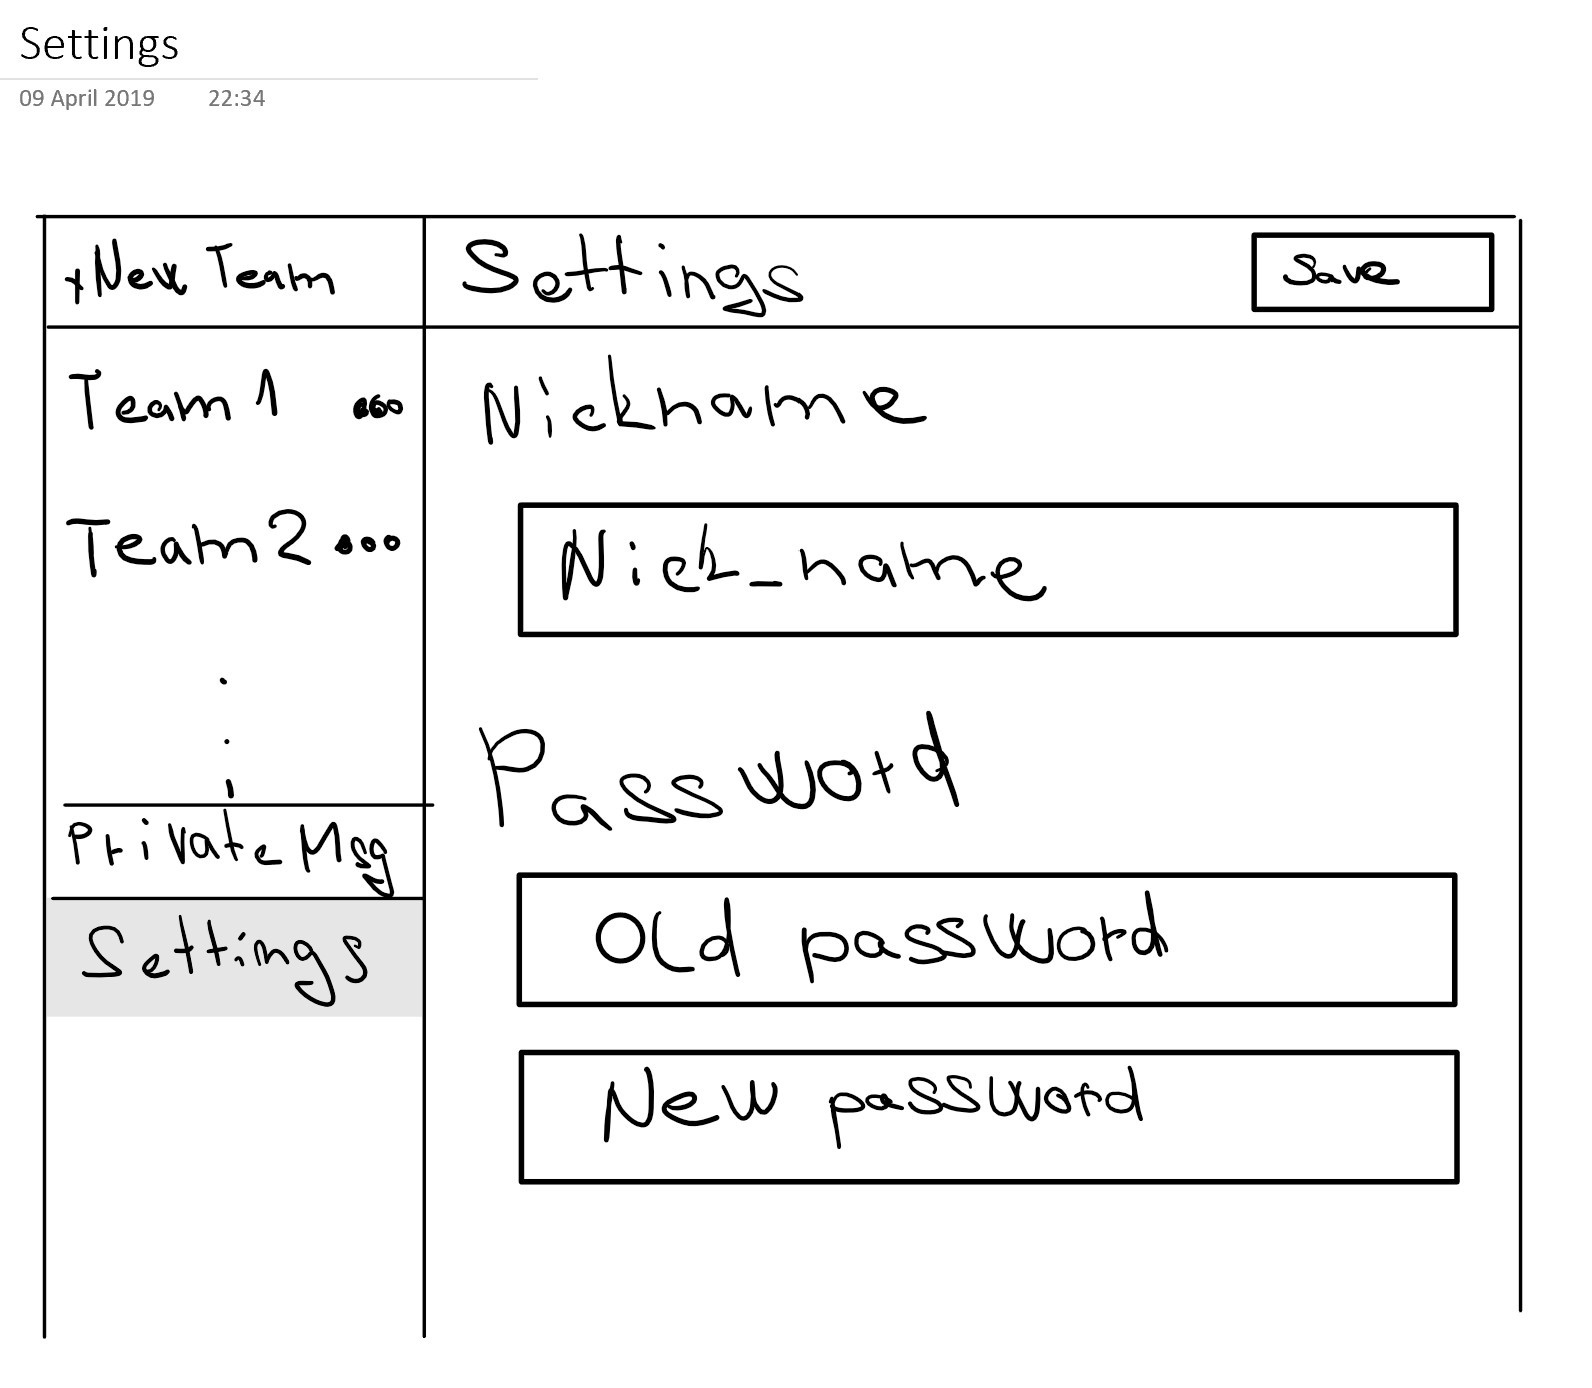 Settings
09 April 2019 22:34
+New Team
Team 1 ...
Team 2 ...
Private Msg
Settings
Settings
Save
Nickname
Nick_name
Password
Old password
New password